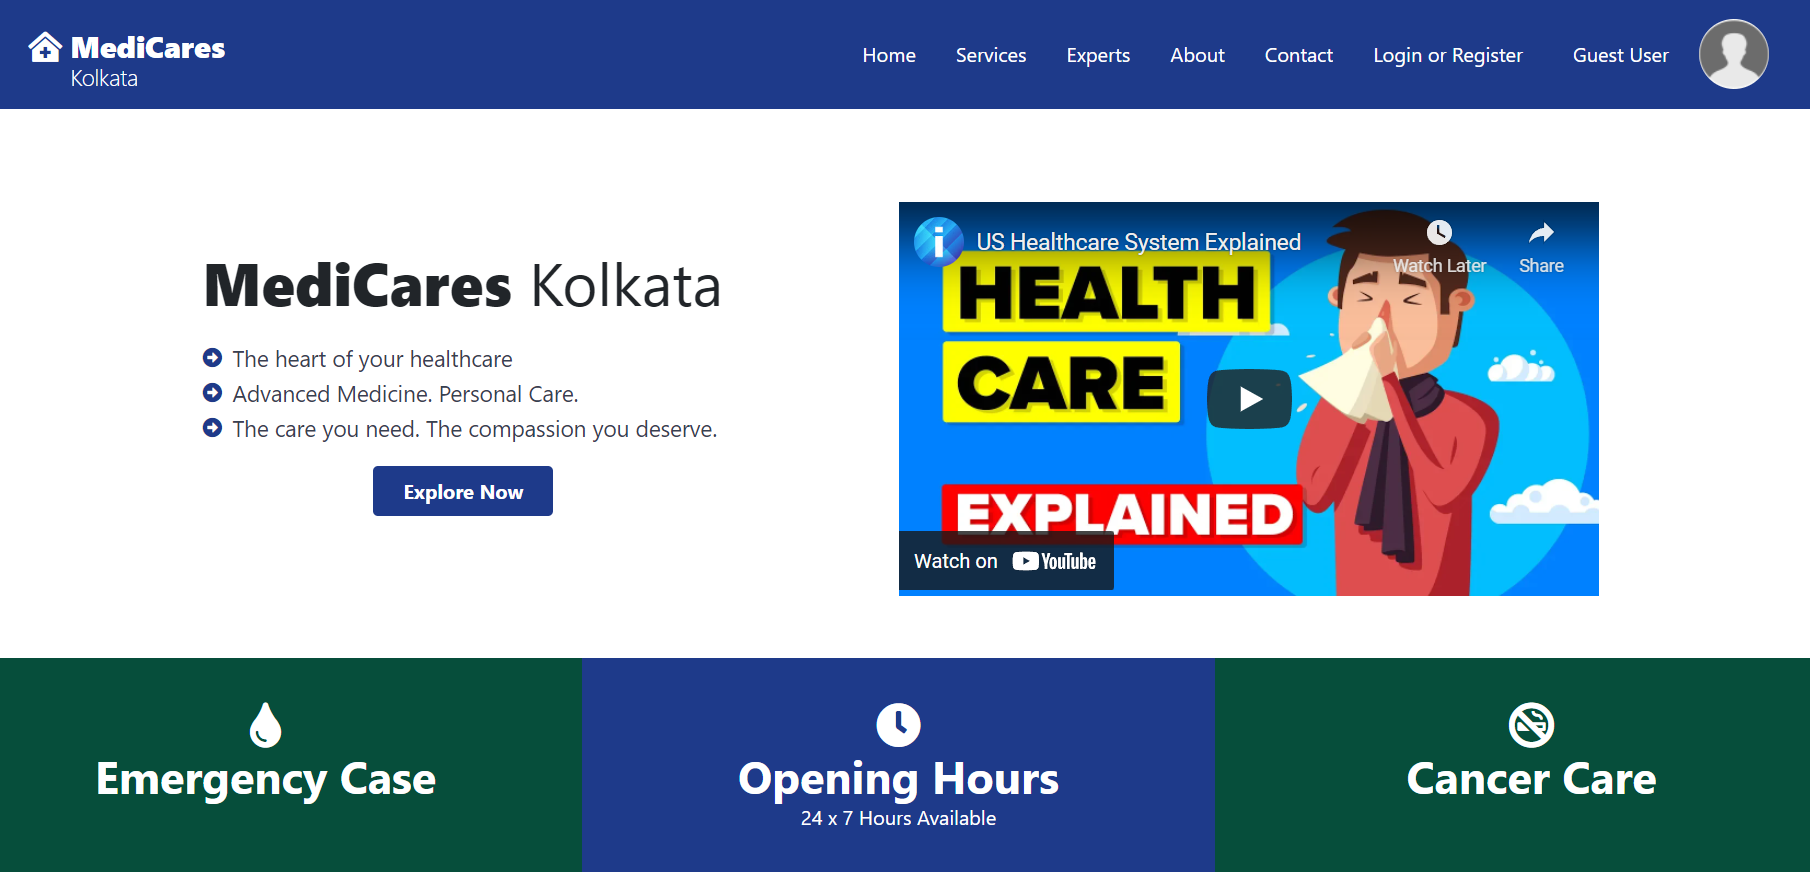 MediCares
Kolkata
Home Services Experts About Contact Login or Register Guest User
MediCares Kolkata
The heart of your healthcare
Advanced Medicine. Personal Care.
The care you need. The compassion you deserve.
Explore Now
US Healthcare System Explained
Watch Later Share
HEALTH
CARE
EXPLAINED
Watch on YouTube
Emergency Case
Opening Hours
24 x 7 Hours Available
Cancer Care